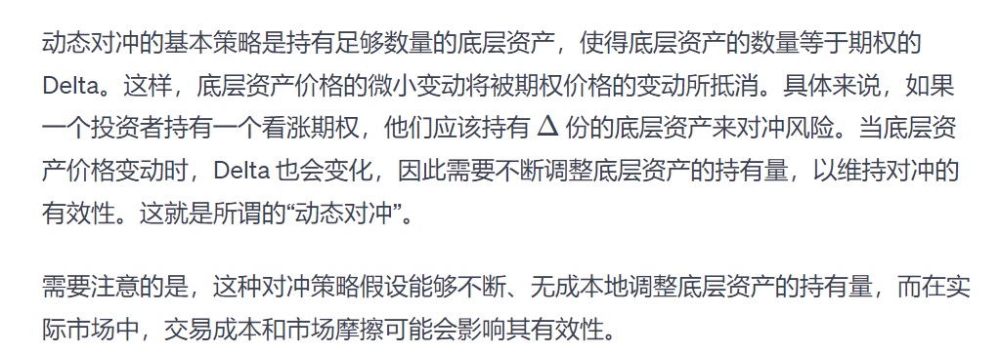 动态对冲的基本策略是持有足够数量的底层资产，使得底层资产的数量等于期权的
Delta。这样，底层资产价格的微小变动将被期权价格的变动所抵消。具体来说，如果
一个投资者持有一个看涨期权，他们应该持有 Δ 份的底层资产来对冲风险。当底层资
产价格变动时，Delta 也会变化，因此需要不断调整底层资产的持有量，以维持对冲的
有效性。这就是所谓的“动态对冲”。
需要注意的是，这种对冲策略假设能够不断、无成本地调整底层资产的持有量，而在实
际市场中，交易成本和市场摩擦可能会影响其有效性。